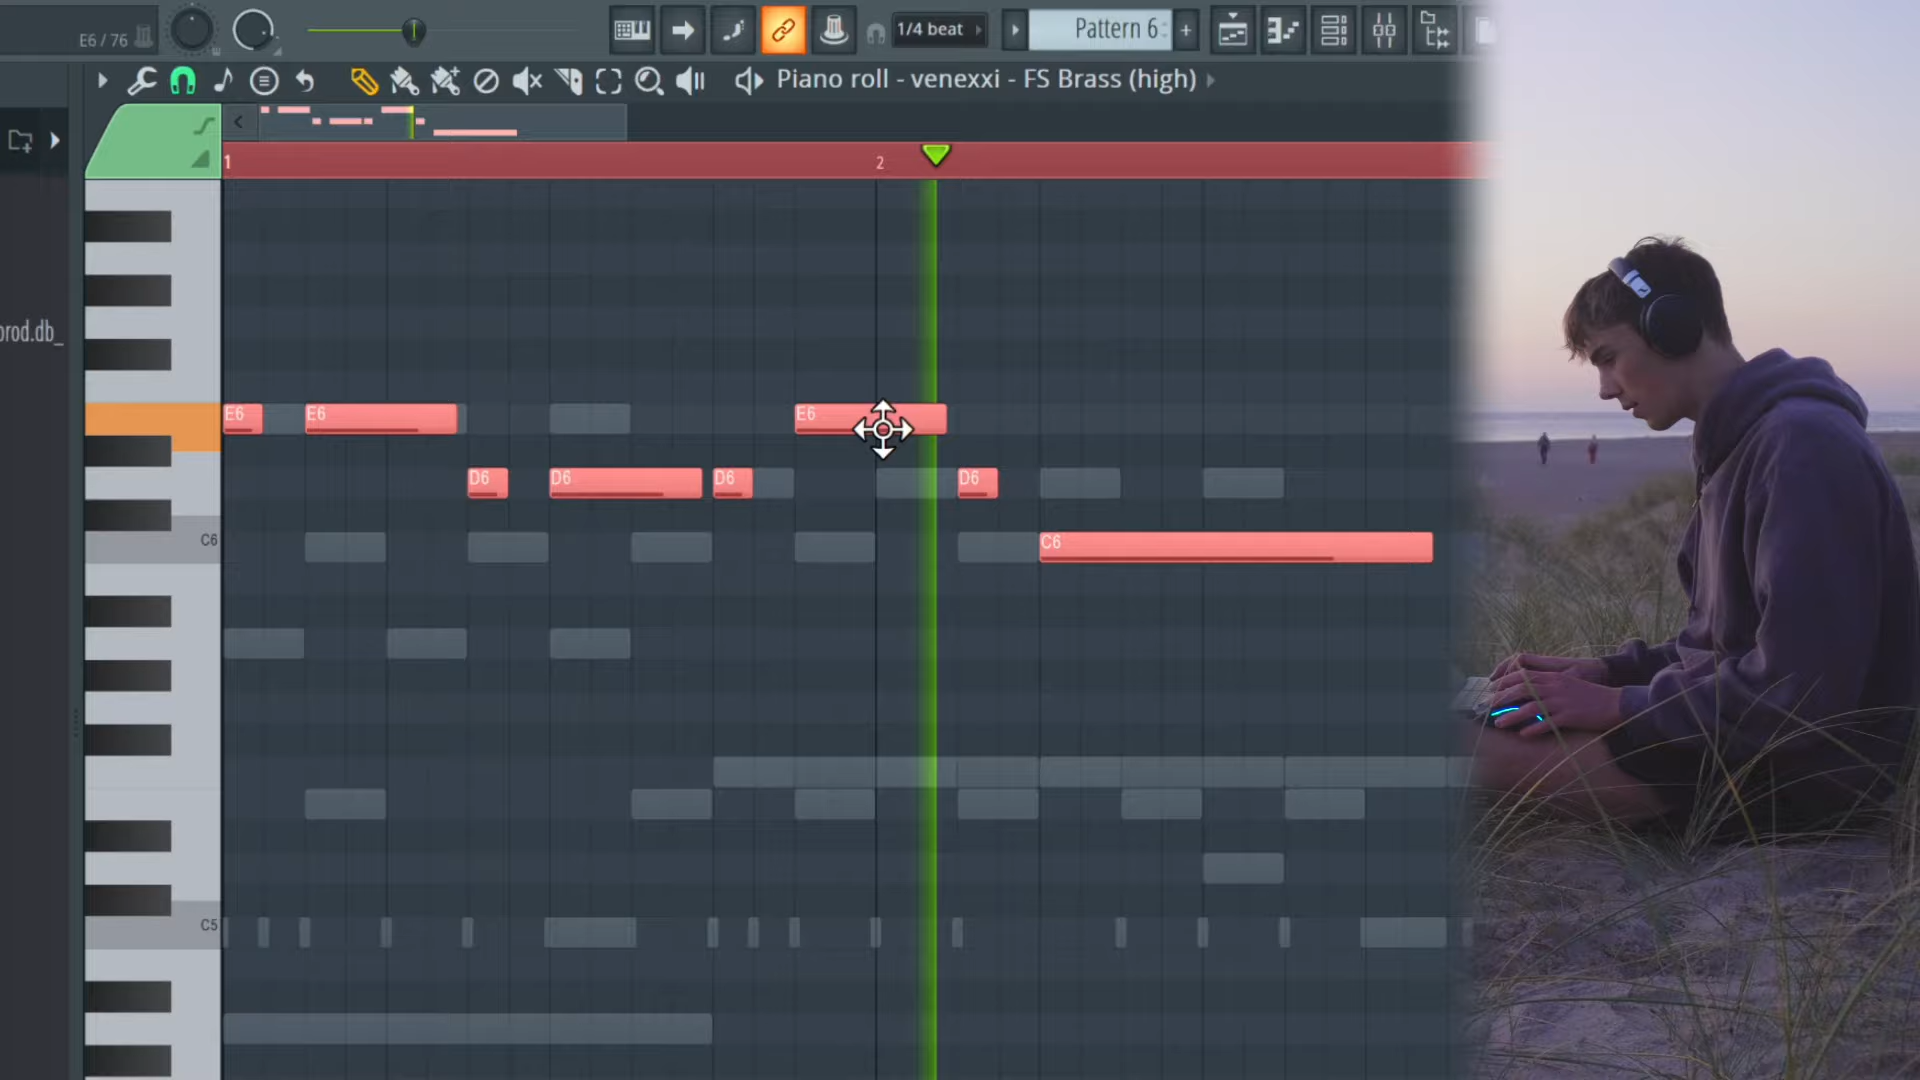 E6 / 76
1/4 beat
Pattern 6
Piano roll - venexxi - FS Brass (high)
1
2
prod.db_
E6
E6
E6
D6
D6
D6
D6
C6
C6
C5